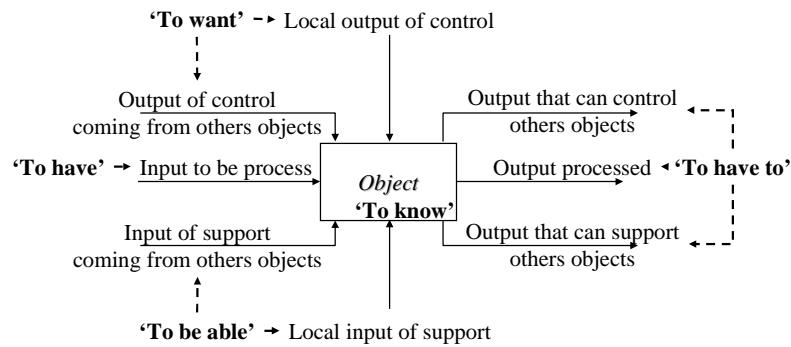 ‘To want’ Local output of control
Output of control
coming from others objects
Output that can control
others objects
‘To have’ Input to be process
Object
‘To know’
Output processed ‘To have to’
Input of support
coming from others objects
Output that can support
others objects
‘To be able’ Local input of support